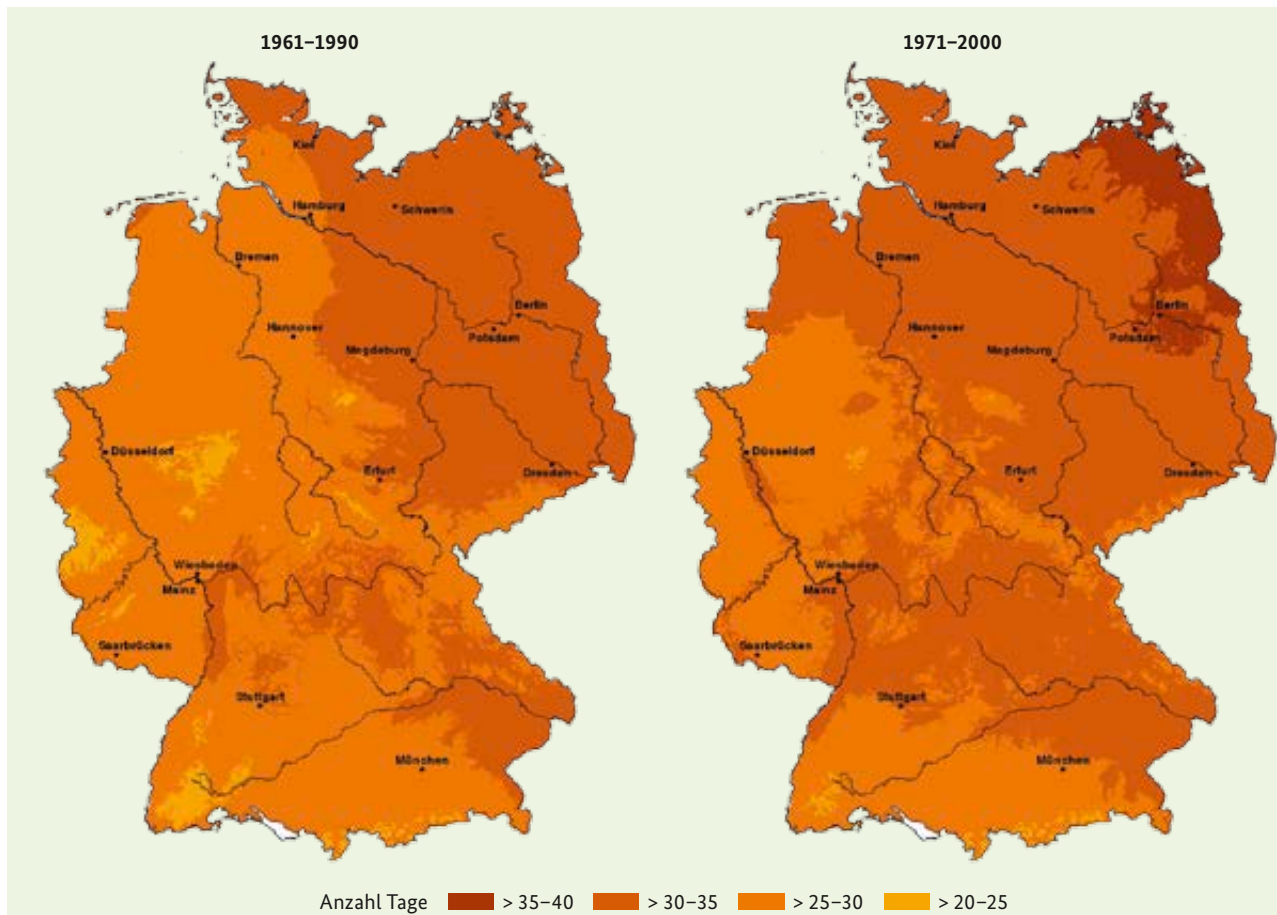 1961–1990
Kiel
Hamburg
Schwerin
Bremen
Berlin
Hannover
Potsdam
Magdeburg
Düsseldorf
Erfurt
Dresden
Wiesbaden
Mainz
Saarbrücken
Stuttgart
München
1971–2000
Kiel
Hamburg
Schwerin
Bremen
Berlin
Hannover
Potsdam
Magdeburg
Düsseldorf
Erfurt
Dresden
Wiesbaden
Mainz
Saarbrücken
Stuttgart
München
Anzahl Tage > 35–40 > 30–35 > 25–30 > 20–25